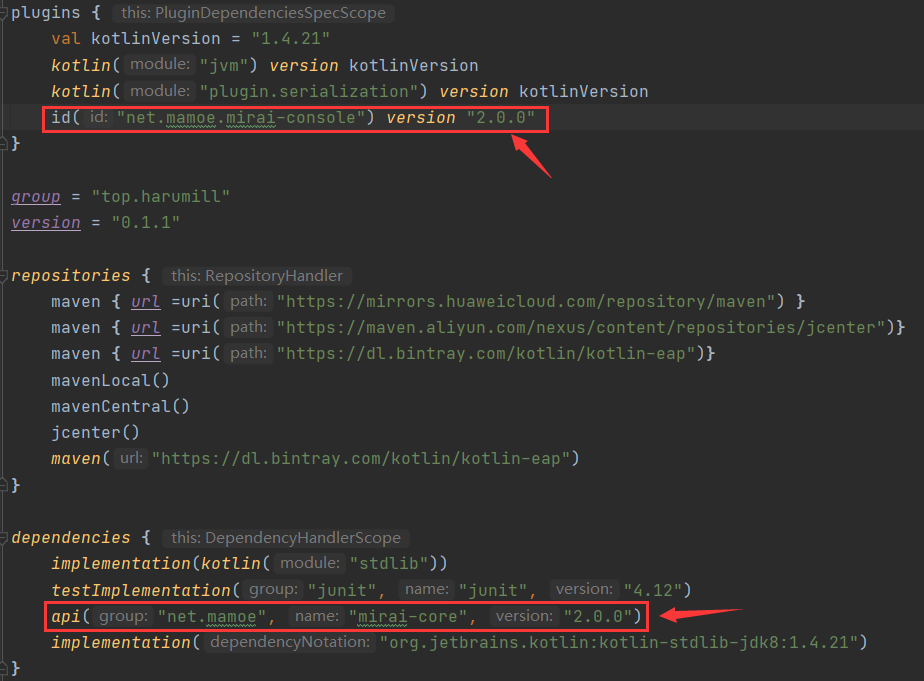 plugins { this: PluginDependenciesSpecScope
val kotlinVersion = "1.4.21"
kotlin( module: "jvm") version kotlinVersion
kotlin( module: "plugin.serialization") version kotlinVersion
id( id: "net.mamoe.mirai-console") version "2.0.0"
}
group = "top.harumill"
version = "0.1.1"
repositories { this: RepositoryHandler
maven { url =uri( path: "https://mirrors.huaweicloud.com/repository/maven") }
maven { url =uri( path: "https://maven.aliyun.com/nexus/content/repositories/jcenter")}
maven { url =uri( path: "https://dl.bintray.com/kotlin/kotlin-eap")}
mavenLocal()
mavenCentral()
jcenter()
maven( url: "https://dl.bintray.com/kotlin/kotlin-eap")
}
dependencies { this: DependencyHandlerScope
implementation(kotlin( module: "stdlib"))
testImplementation( group: "junit", name: "junit", version: "4.12")
api( group: "net.mamoe", name: "mirai-core", version: "2.0.0")
implementation( dependencyNotation: "org.jetbrains.kotlin:kotlin-stdlib-jdk8:1.4.21")
}